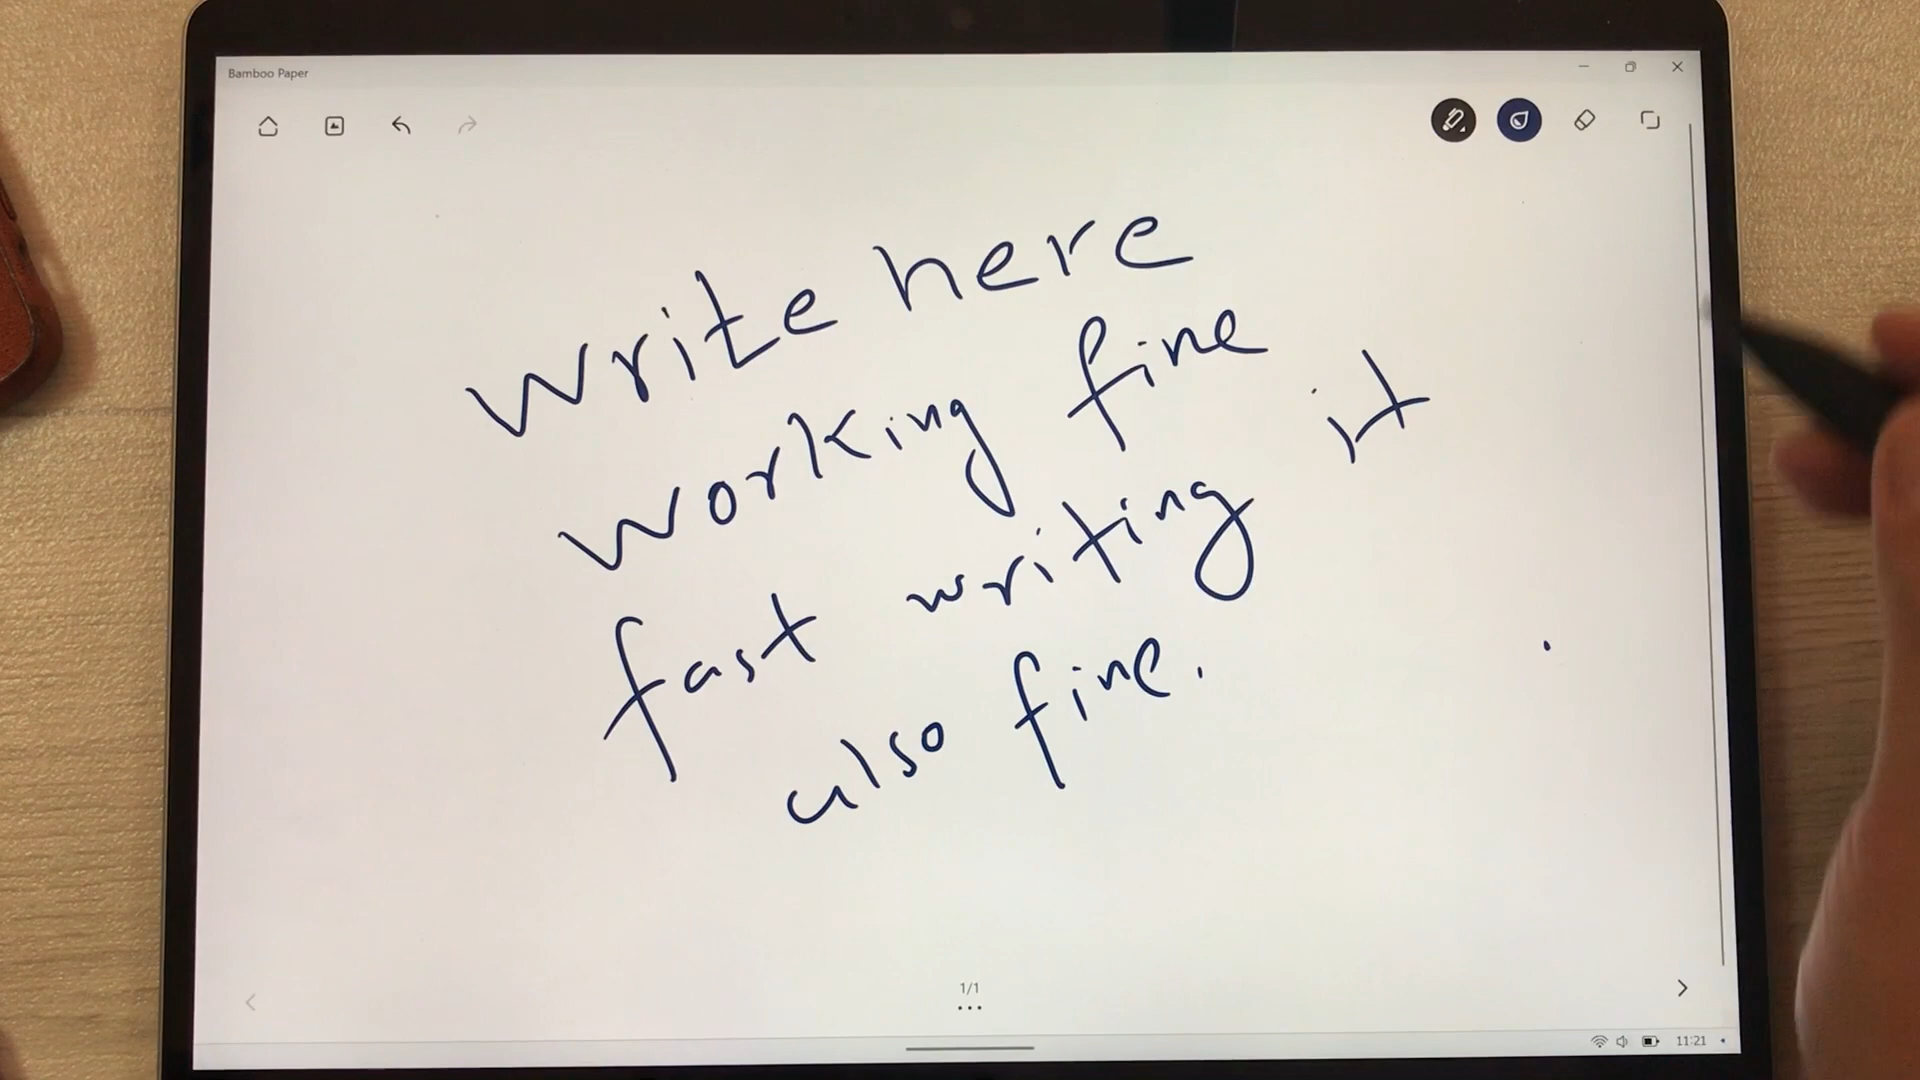 Bamboo Paper
write here
working fine
fast writing it
also fine.
1/1
11:21